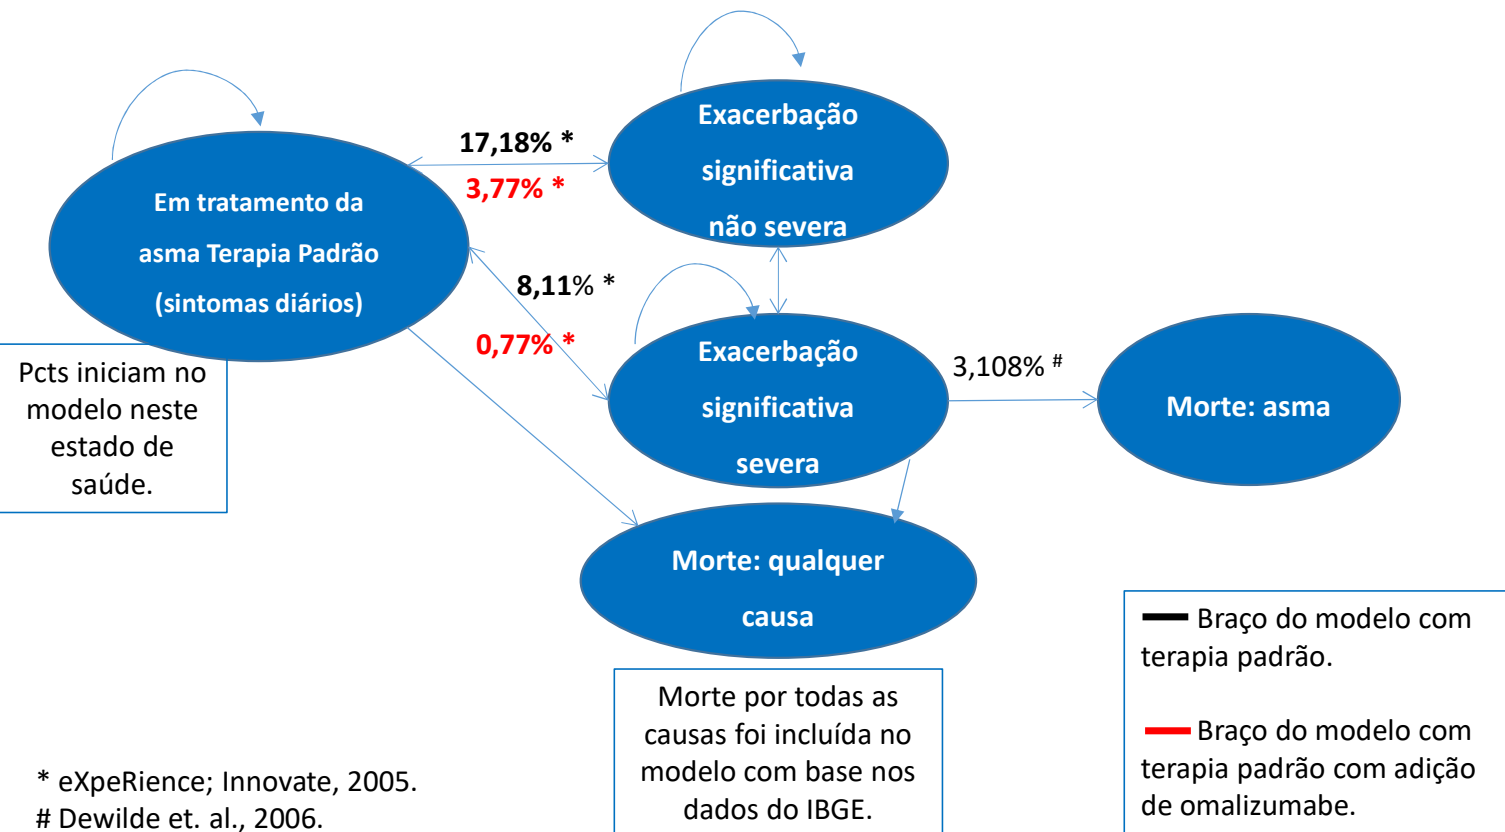 Exacerbação
significativa
não severa
17,18% *
3,77% *
Em tratamento da
asma Terapia Padrão
(sintomas diários)
8,11% *
0,77% *
Exacerbação
significativa
severa
3,108% #
Morte: asma
Pcts iniciam no
modelo neste
estado de
saúde.
Morte: qualquer
causa
Morte por todas as
causas foi incluída no
modelo com base nos
dados do IBGE.
Braço do modelo com
terapia padrão.
Braço do modelo com
terapia padrão com adição
de omalizumabe.
* eXpeRience; Innovate, 2005.
# Dewilde et. al., 2006.